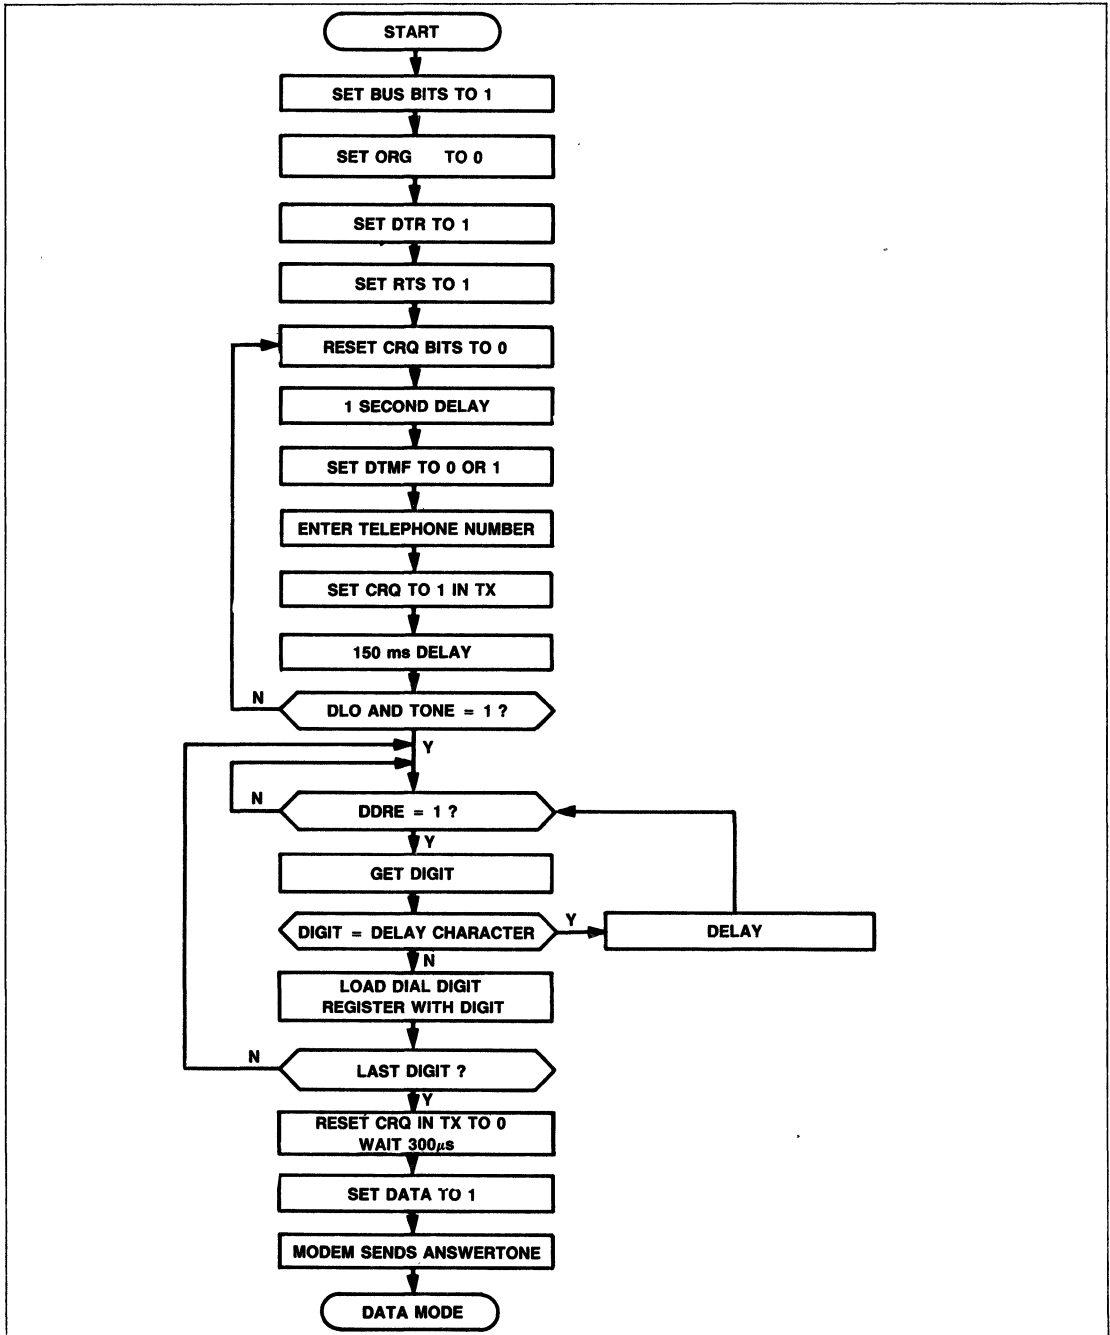 START
SET BUS BITS TO 1
SET ORG TO 0
SET DTR TO 1
SET RTS TO 1
RESET CRQ BITS TO 0
1 SECOND DELAY
SET DTMF TO 0 OR 1
ENTER TELEPHONE NUMBER
SET CRQ TO 1 IN TX
150 ms DELAY
N
DLO AND TONE = 1 ?
Y
N
DDRE = 1 ?
Y
GET DIGIT
DIGIT = DELAY CHARACTER
Y
DELAY
N
LOAD DIAL DIGIT
REGISTER WITH DIGIT
N
LAST DIGIT ?
Y
RESET CRQ IN TX TO 0
WAIT 300µs
SET DATA TO 1
MODEM SENDS ANSWERTONE
DATA MODE